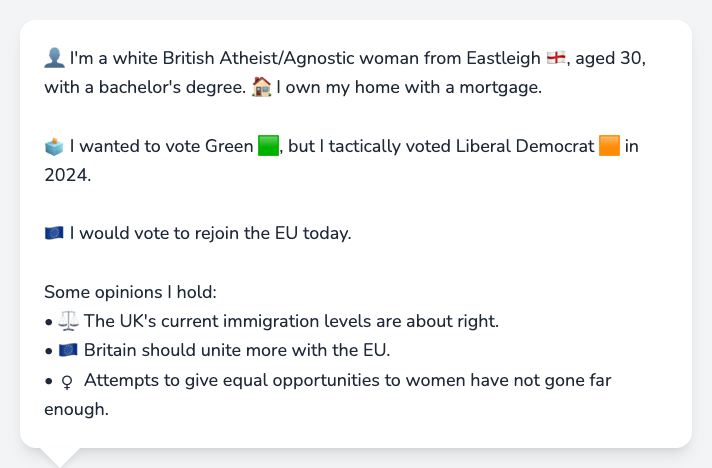 👤 I'm a white British Atheist/Agnostic woman from Eastleigh 🏴󠁧󠁢󠁥󠁮󠁧󠁿, aged 30,
with a bachelor's degree. 🏠 I own my home with a mortgage.
🗳️ I wanted to vote Green 🟩, but I tactically voted Liberal Democrat 🟧 in
2024.
🇪🇺 I would vote to rejoin the EU today.
Some opinions I hold:
• ⚖️ The UK's current immigration levels are about right.
• 🇪🇺 Britain should unite more with the EU.
• ♀ Attempts to give equal opportunities to women have not gone far
enough.